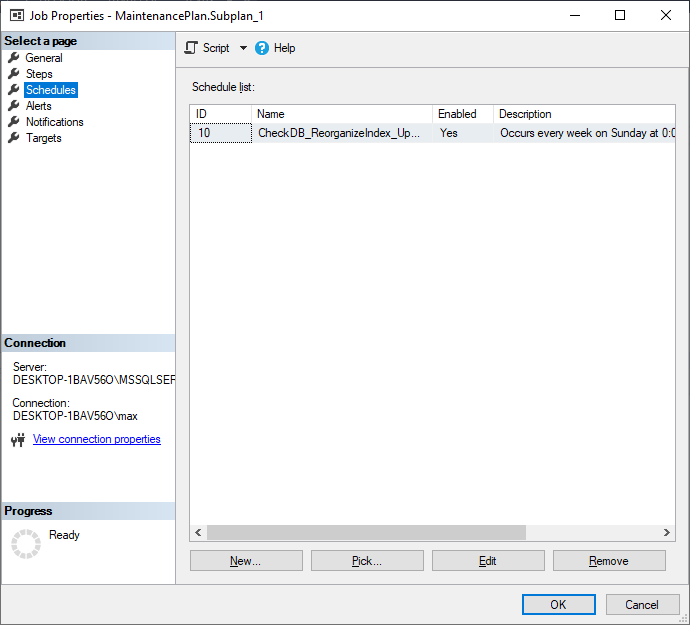 Job Properties - MaintenancePlan.Subplan_1
Select a page
General
Steps
Schedules
Alerts
Notifications
Targets
Script
Help
Schedule list:
ID Name Enabled Description
10 CheckDB_ReorganizeIndex_Up... Yes Occurs every week on Sunday at 0:0
Connection
Server:
DESKTOP-1BAV56O\MSSQLSER
Connection:
DESKTOP-1BAV56O\max
View connection properties
Progress
Ready
New... Pick... Edit Remove
OK Cancel